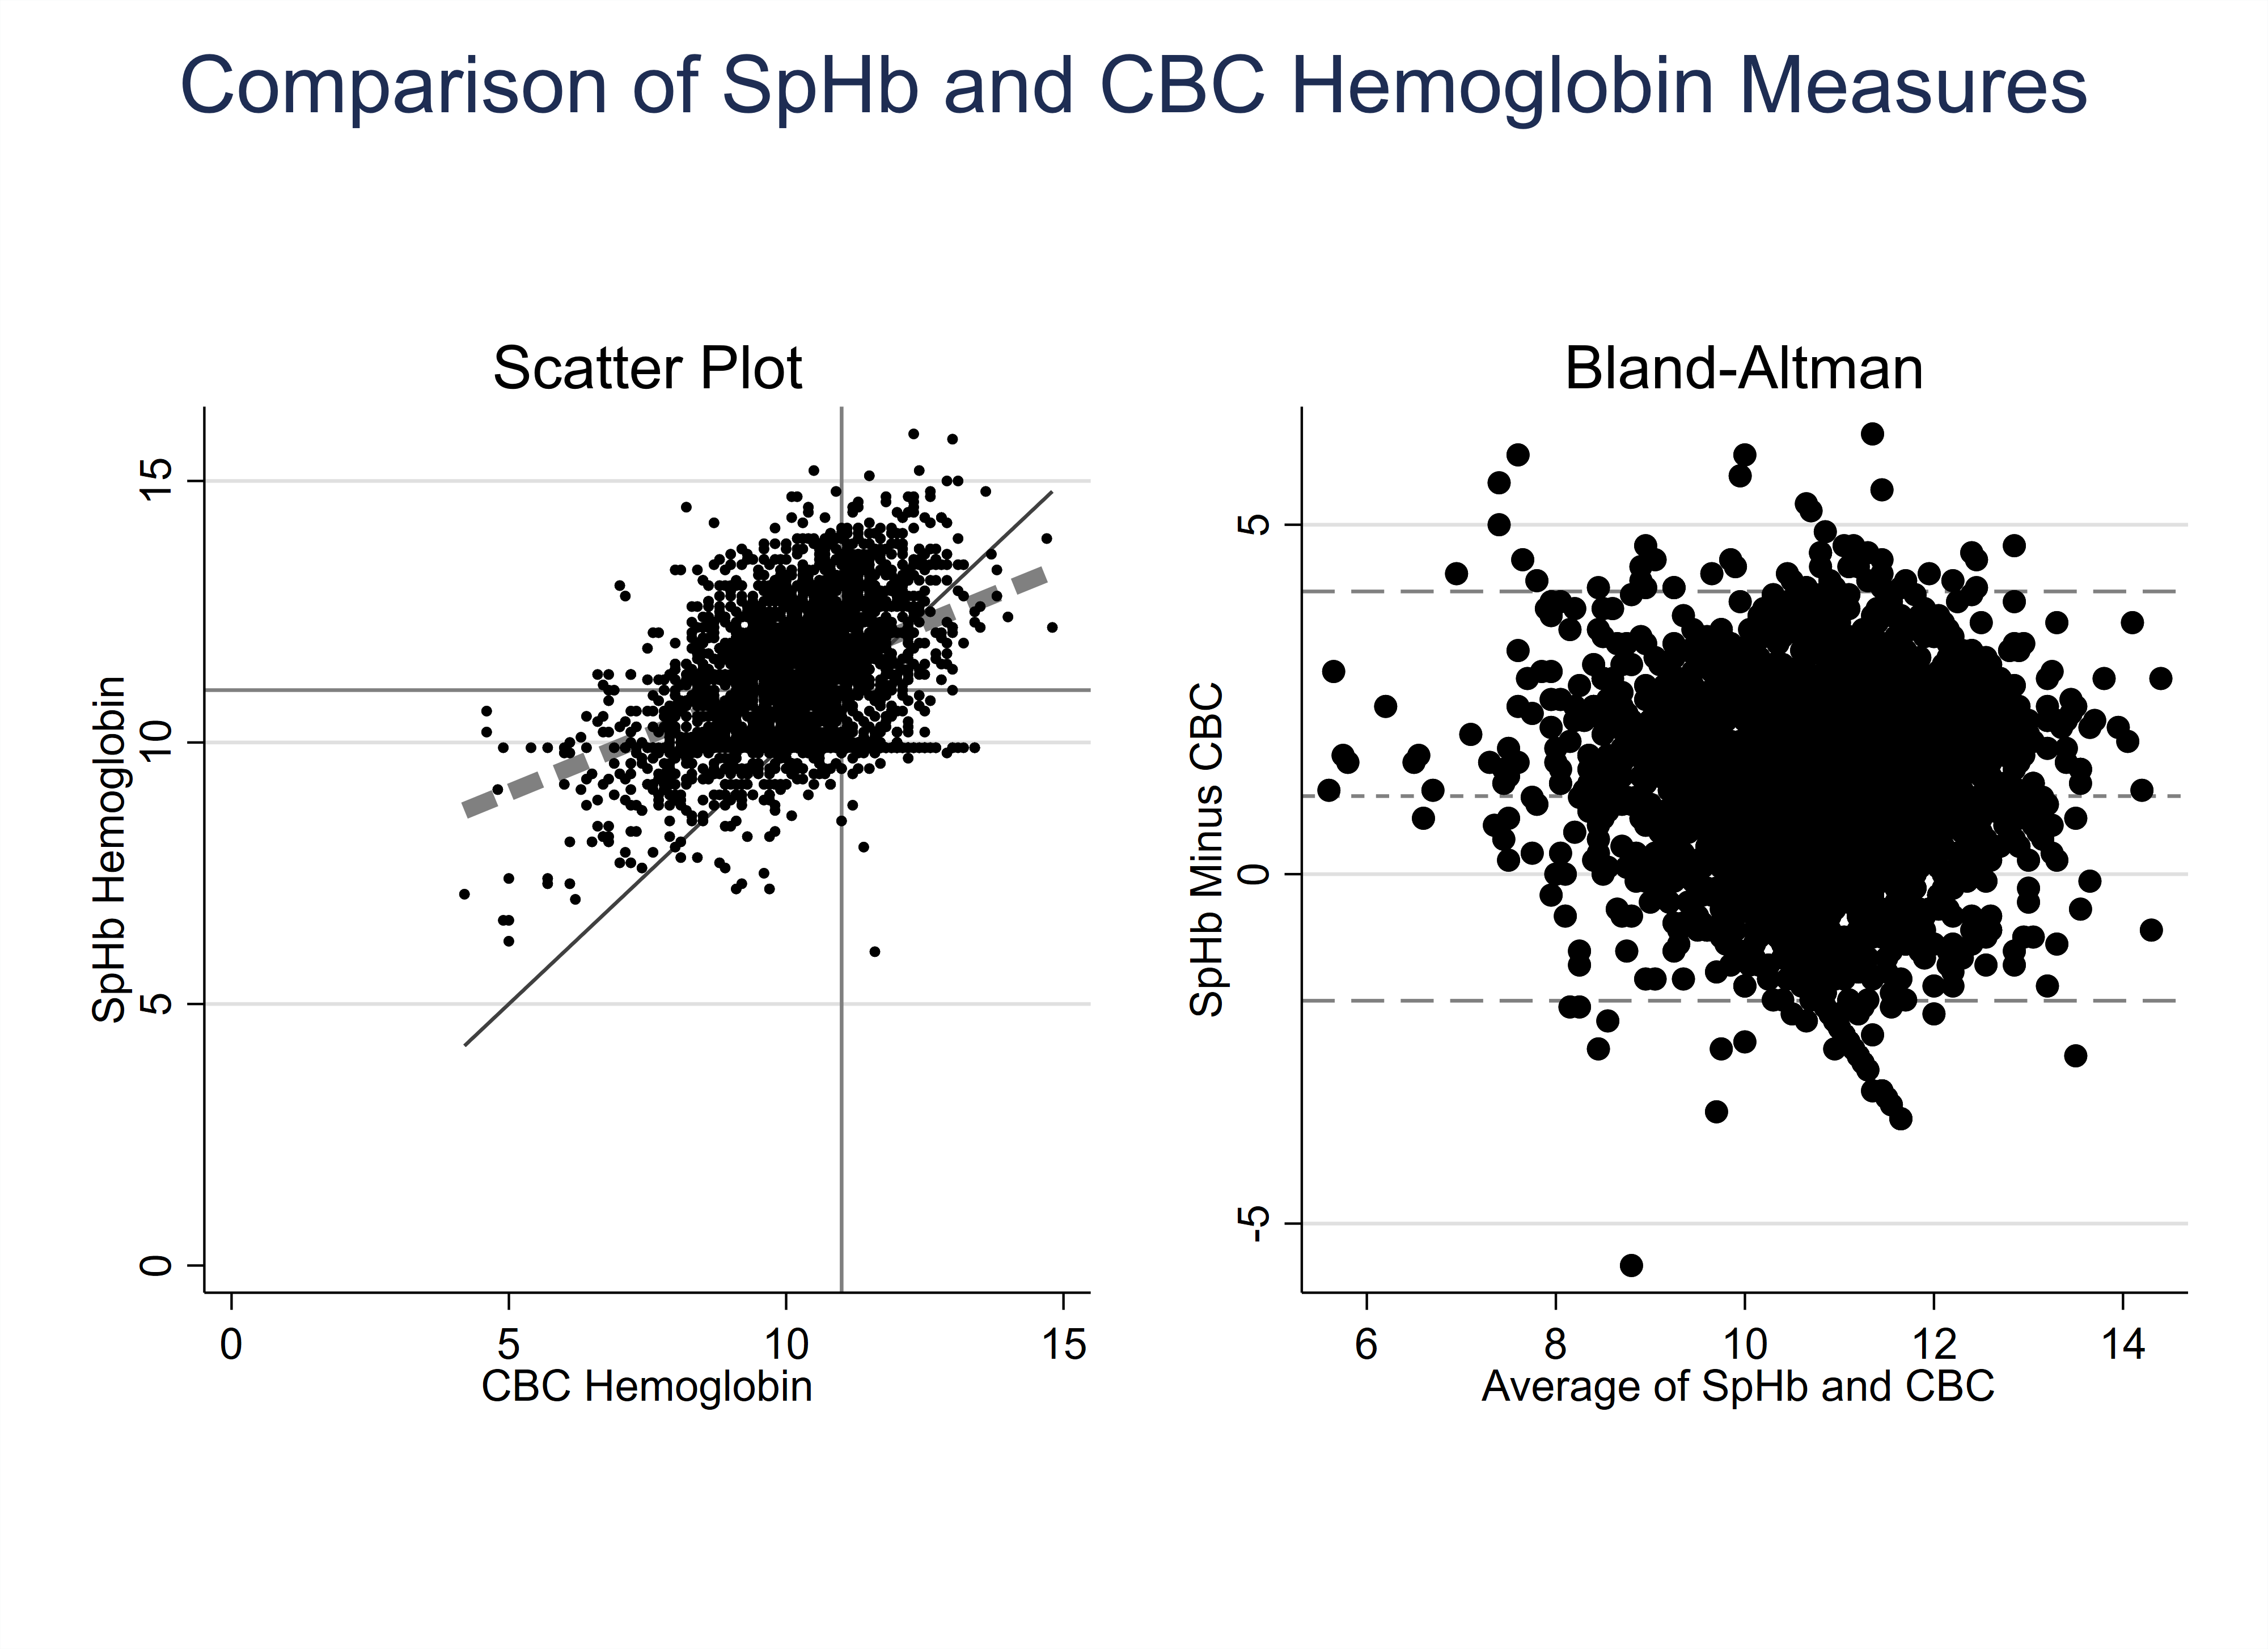 Comparison of SpHb and CBC Hemoglobin Measures
Scatter Plot
SpHb Hemoglobin
15
10
5
0
0 5 10 15
CBC Hemoglobin
Bland-Altman
SpHb Minus CBC
5
0
-5
6 8 10 12 14
Average of SpHb and CBC